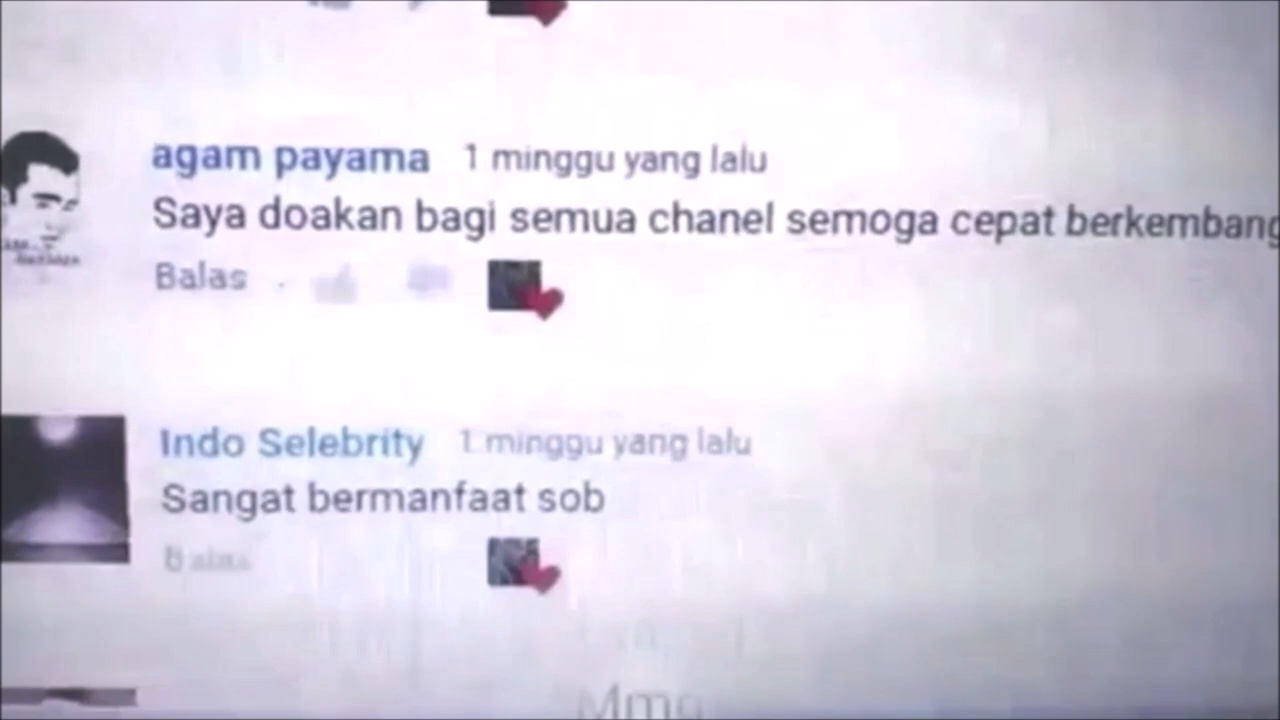 agam payama 1 minggu yang lalu
Saya doakan bagi semua chanel semoga cepat berkembang
Balas
Indo Selebrity 1 minggu yang lalu
Sangat bermanfaat sob
Balas